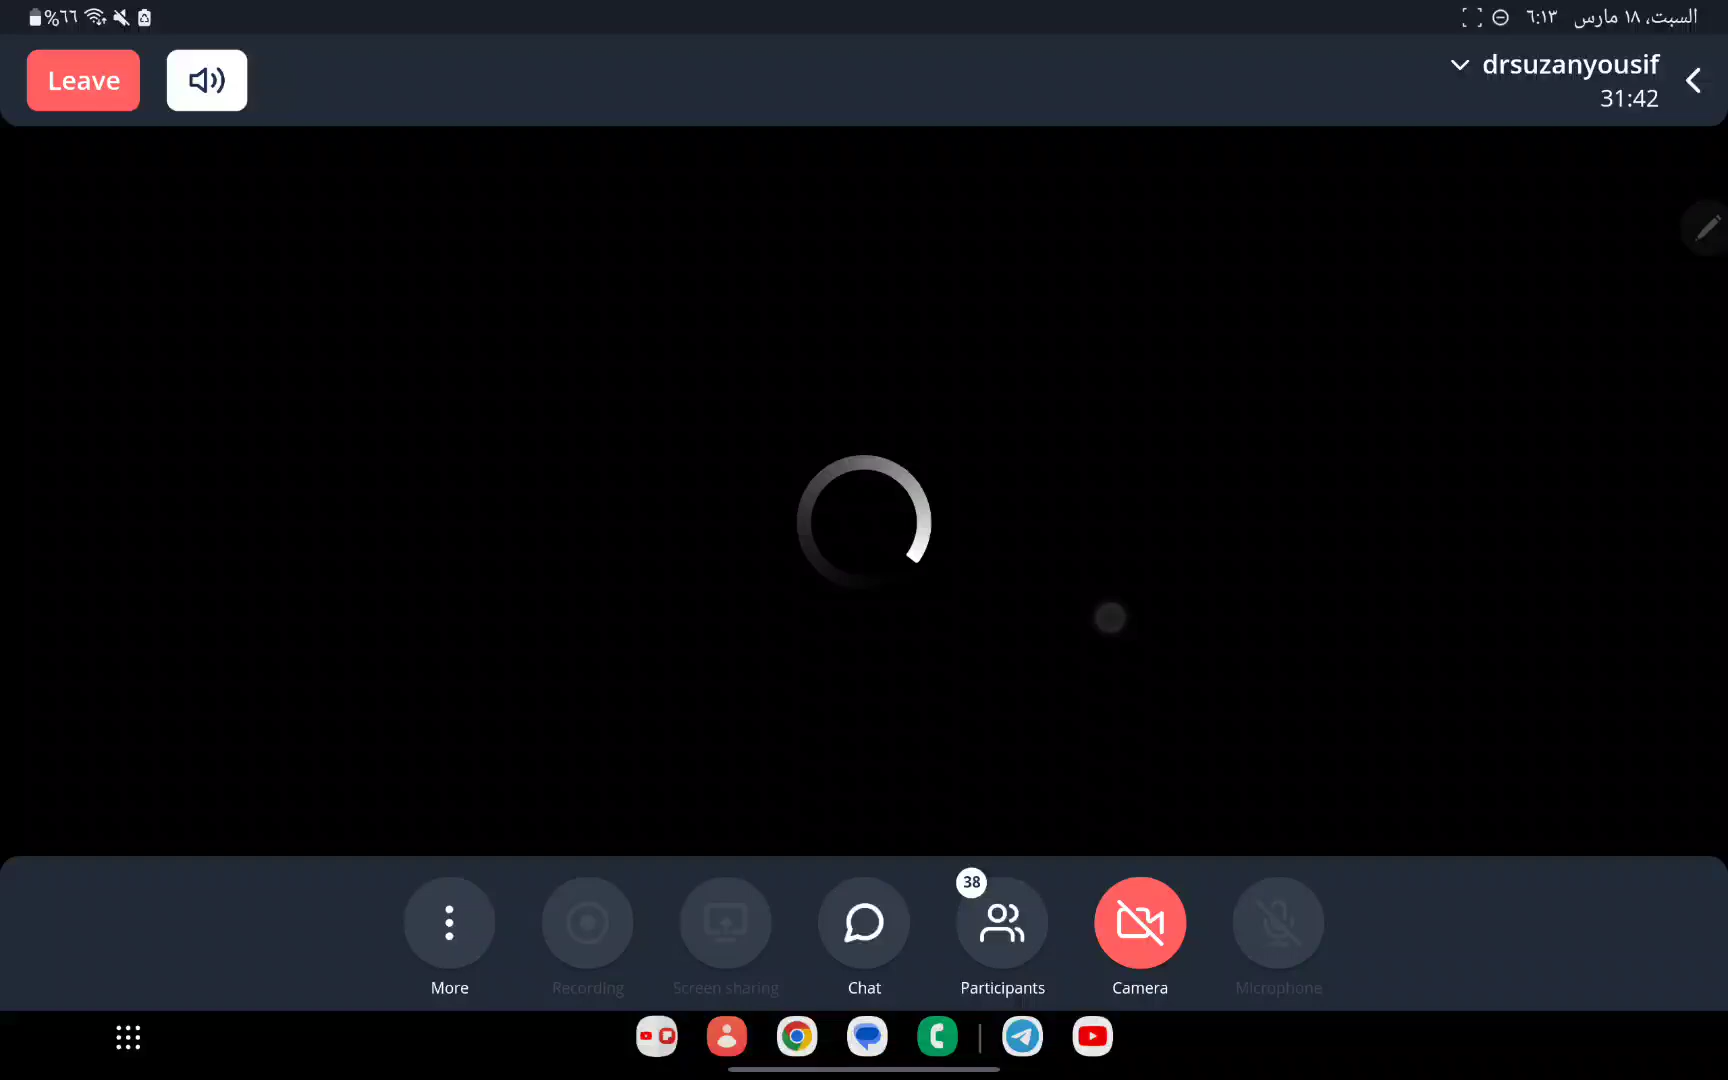 %٦٦
السبت، ١٨ مارس ٦:١٣
Leave
drsuzanyousif
31:42
38
More
Recording
Screen sharing
Chat
Participants
Camera
Microphone